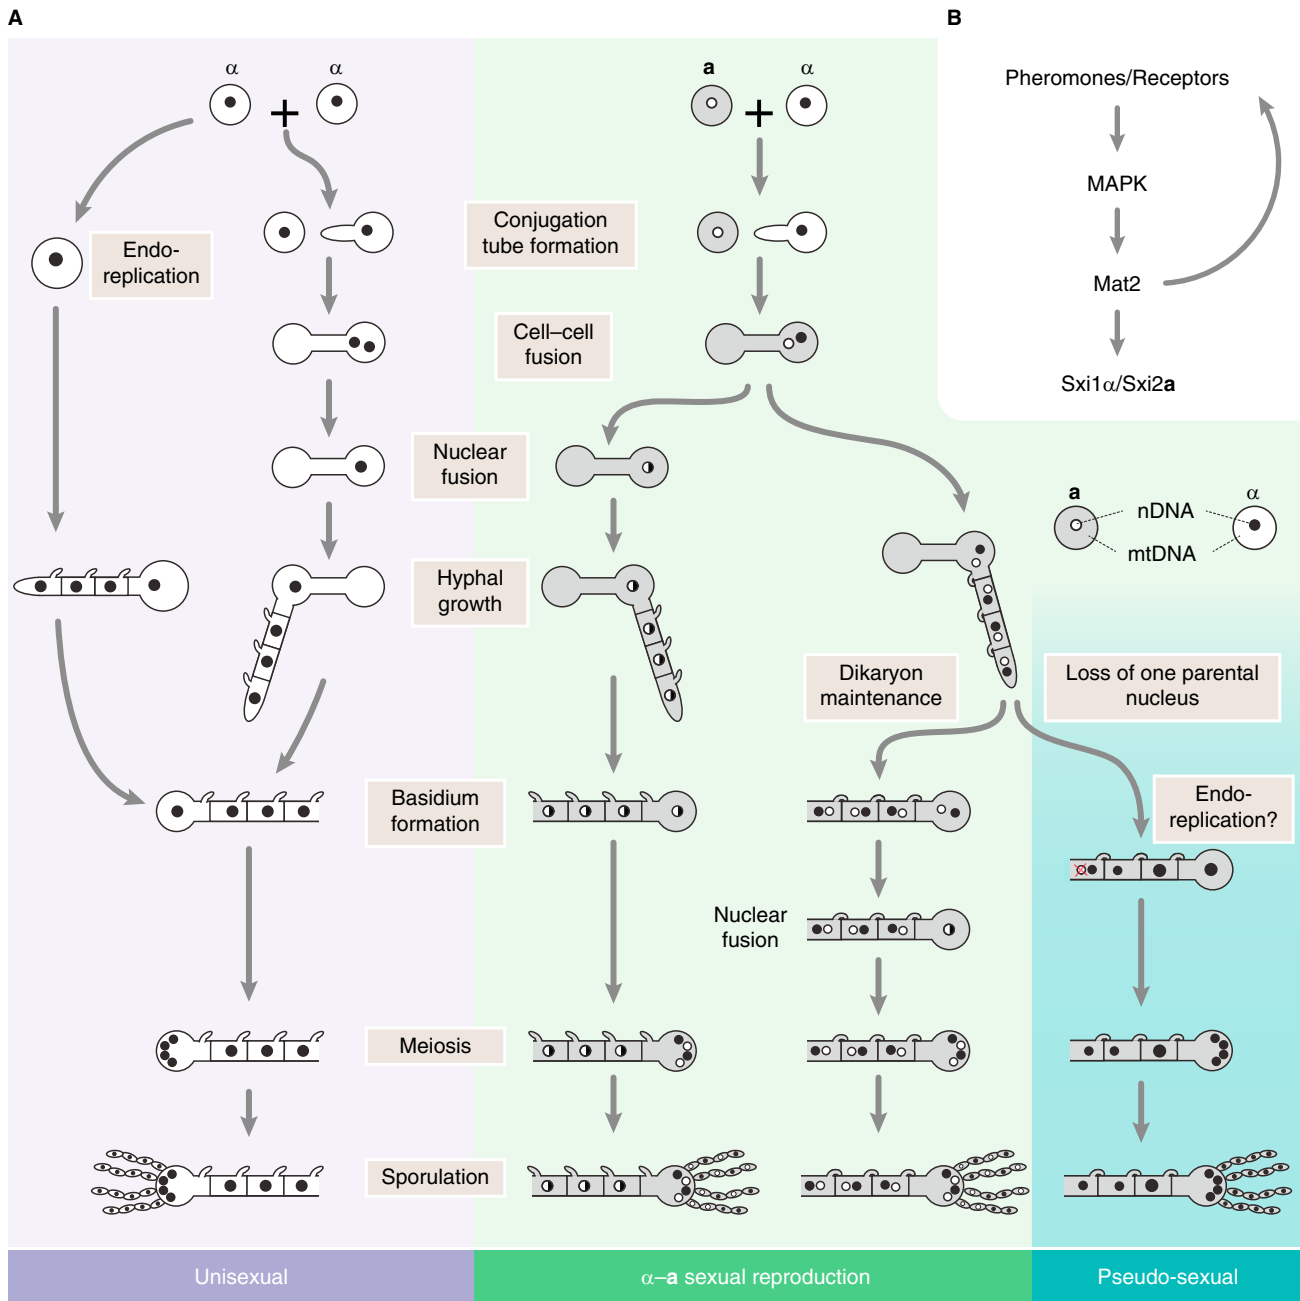 A
B
α
α
a
α
Pheromones/Receptors
MAPK
Mat2
Sxi1α/Sxi2a
Endo-
replication
Conjugation
tube formation
Cell–cell
fusion
Nuclear
fusion
a
α
nDNA
mtDNA
Hyphal
growth
Dikaryon
maintenance
Loss of one parental
nucleus
Basidium
formation
Endo-
replication?
Nuclear
fusion
Meiosis
Sporulation
Unisexual
α–a sexual reproduction
Pseudo-sexual